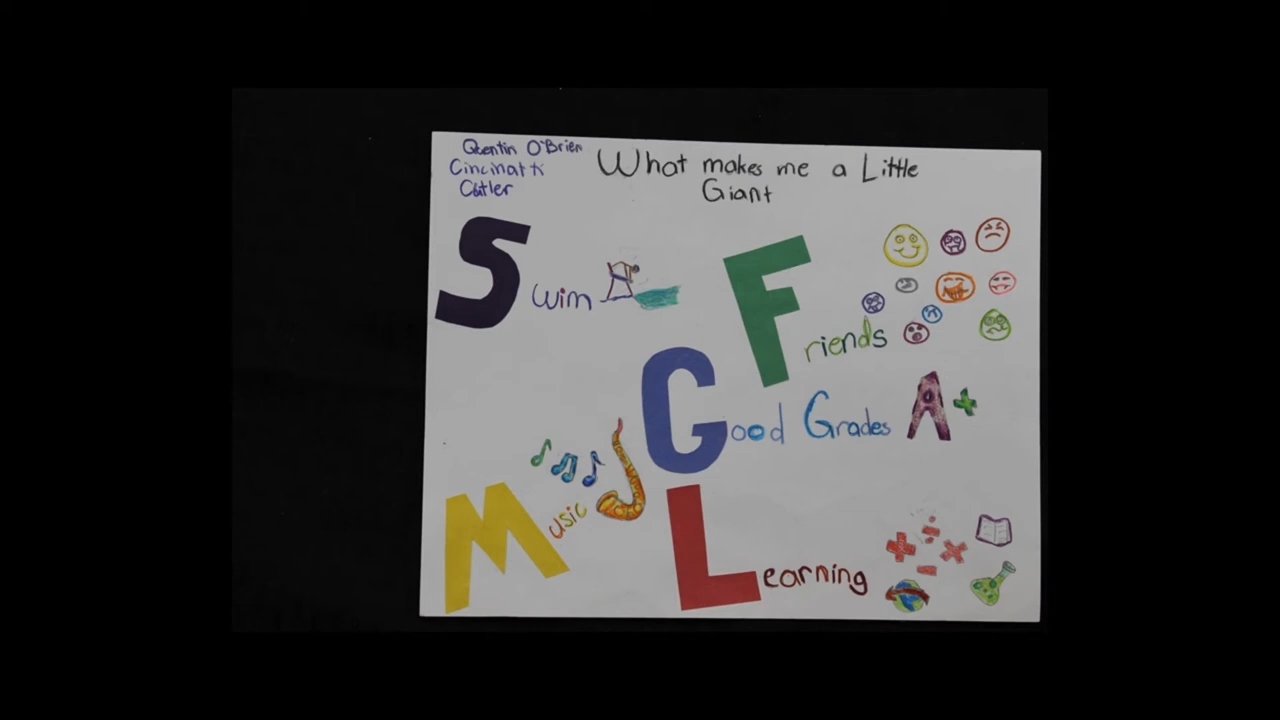 Quentin O'Brien
Cincinatti
Cutler
What makes me a Little
Giant
Swim
Friends
Good Grades A+
Music
Learning